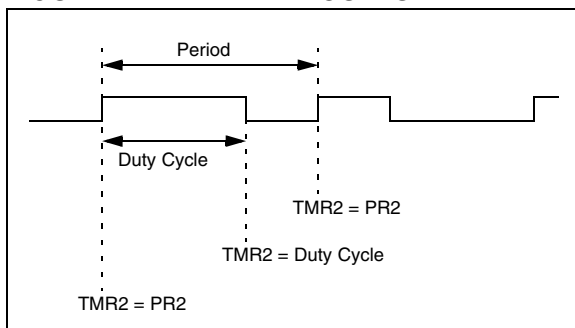 Period
Duty Cycle
TMR2 = PR2
TMR2 = Duty Cycle
TMR2 = PR2